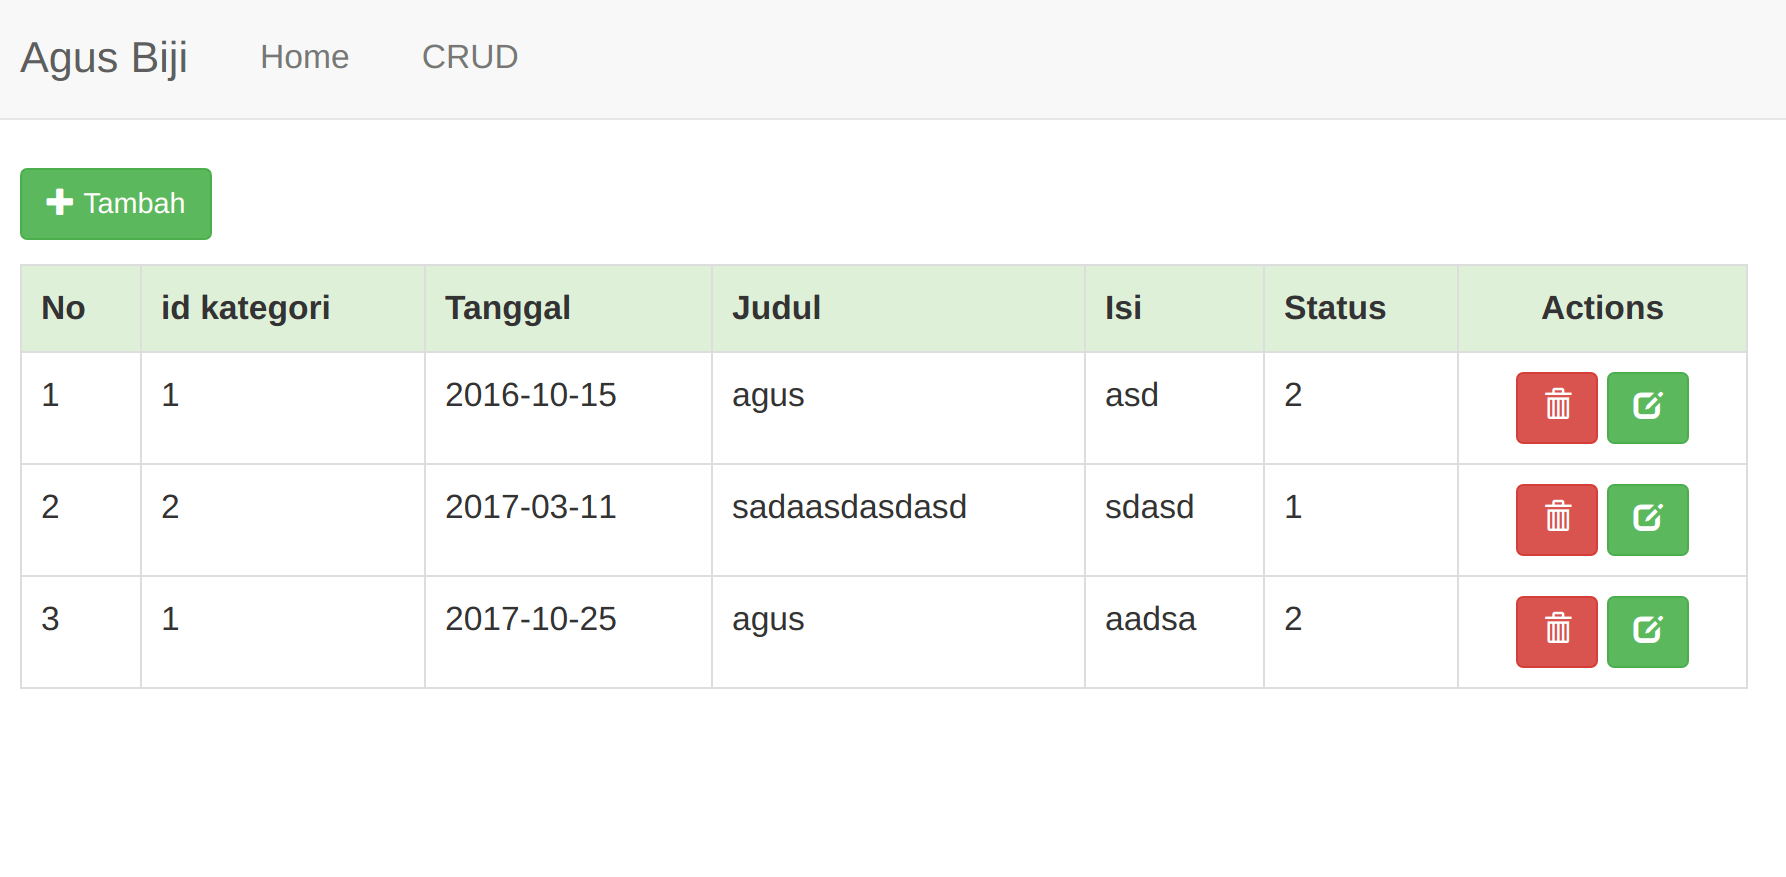 Agus Biji Home CRUD
Tambah
No id kategori Tanggal Judul Isi Status Actions
1 1 2016-10-15 agus asd 2
2 2 2017-03-11 sadaasdasdasd sdasd 1
3 1 2017-10-25 agus aadsa 2